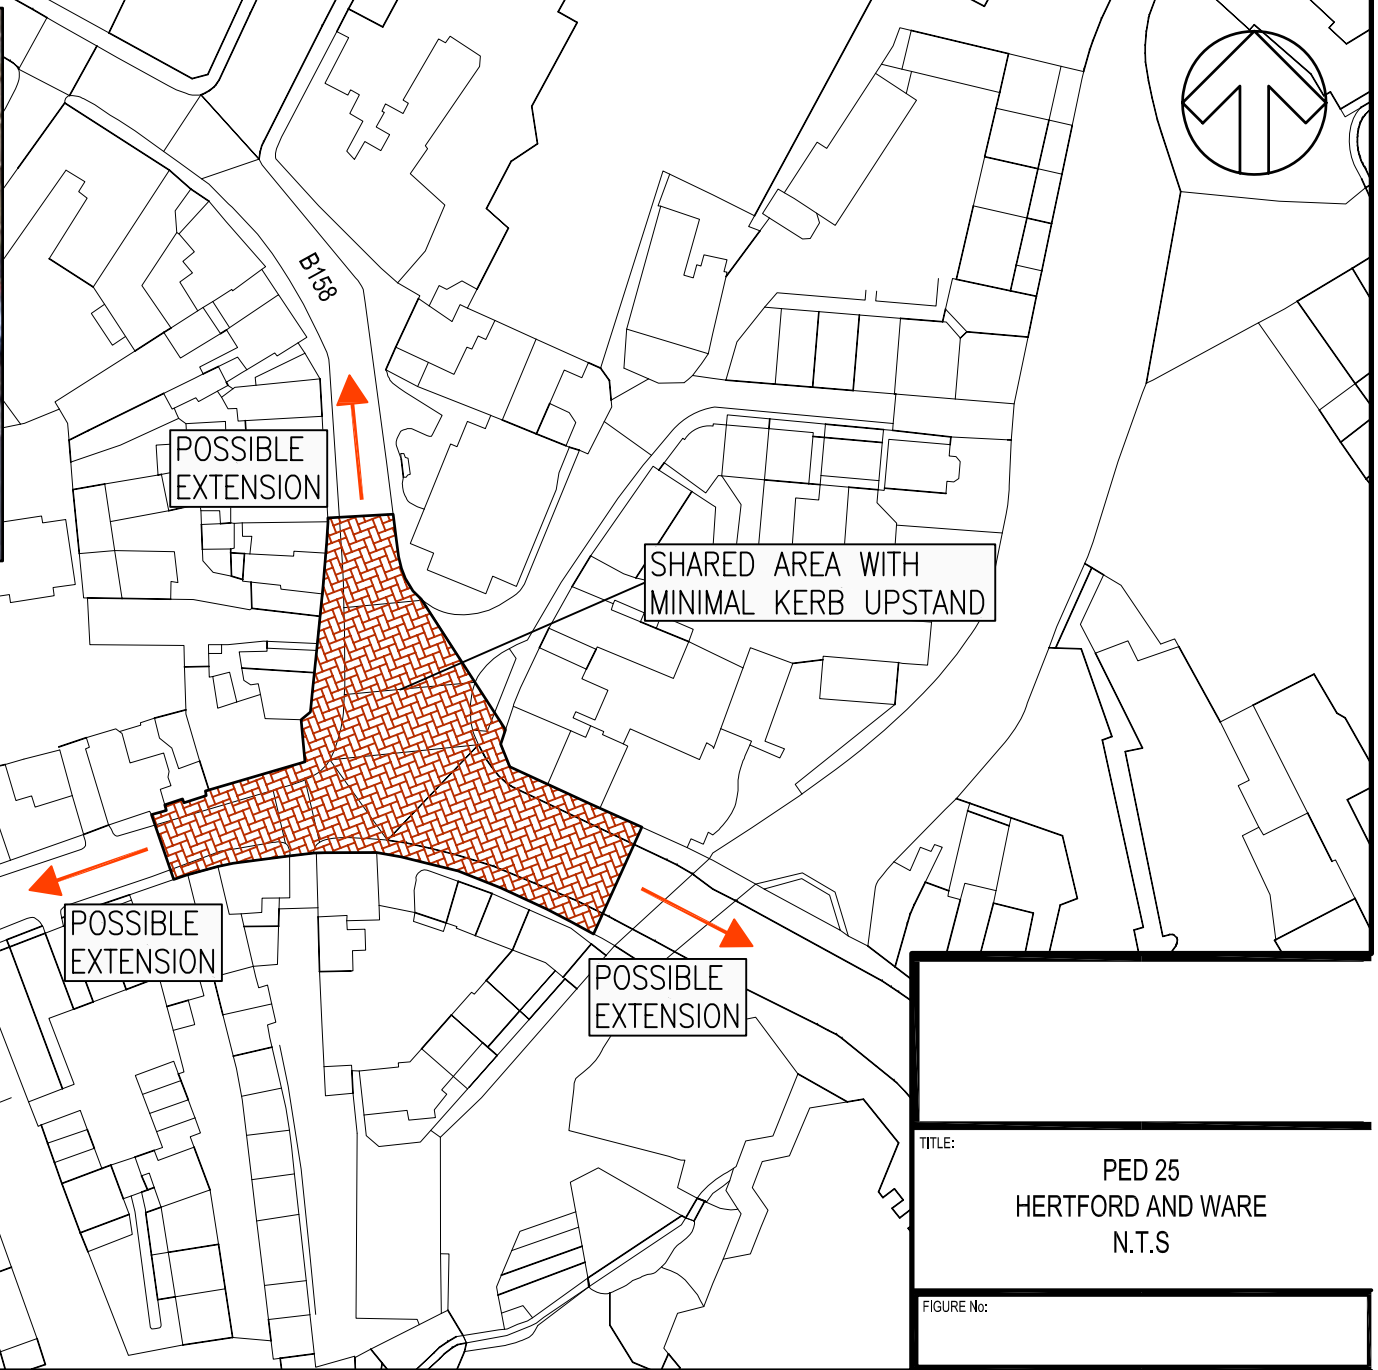 B158
POSSIBLE
EXTENSION
SHARED AREA WITH
MINIMAL KERB UPSTAND
POSSIBLE
EXTENSION
POSSIBLE
EXTENSION
TITLE:
PED 25
HERTFORD AND WARE
N.T.S
FIGURE No: